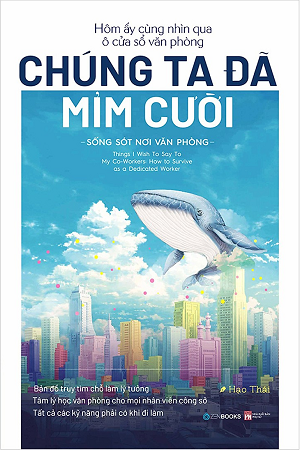 Hôm ấy cùng nhìn qua
ô cửa sổ văn phòng
CHÚNG TA ĐÃ
MỈM CƯỜI
– SỐNG SÓT NƠI VĂN PHÒNG –
Things I Wish To Say To
My Co-Workers: How to Survive
as a Dedicated Worker
Bản đồ truy tìm chỗ làm lý tưởng
Hạo Thái
Tâm lý học văn phòng cho mọi nhân viên công sở
Tất cả các kỹ năng phải có khi đi làm
ZENBOOKS